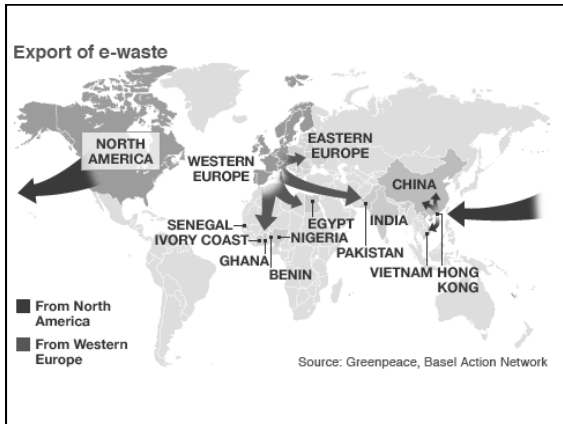 Export of e-waste
NORTH
AMERICA
WESTERN
EUROPE
EASTERN
EUROPE
CHINA
SENEGAL
IVORY COAST
GHANA
BENIN
NIGERIA
EGYPT
INDIA
PAKISTAN
VIETNAM
HONG
KONG
From North
America
From Western
Europe
Source: Greenpeace, Basel Action Network